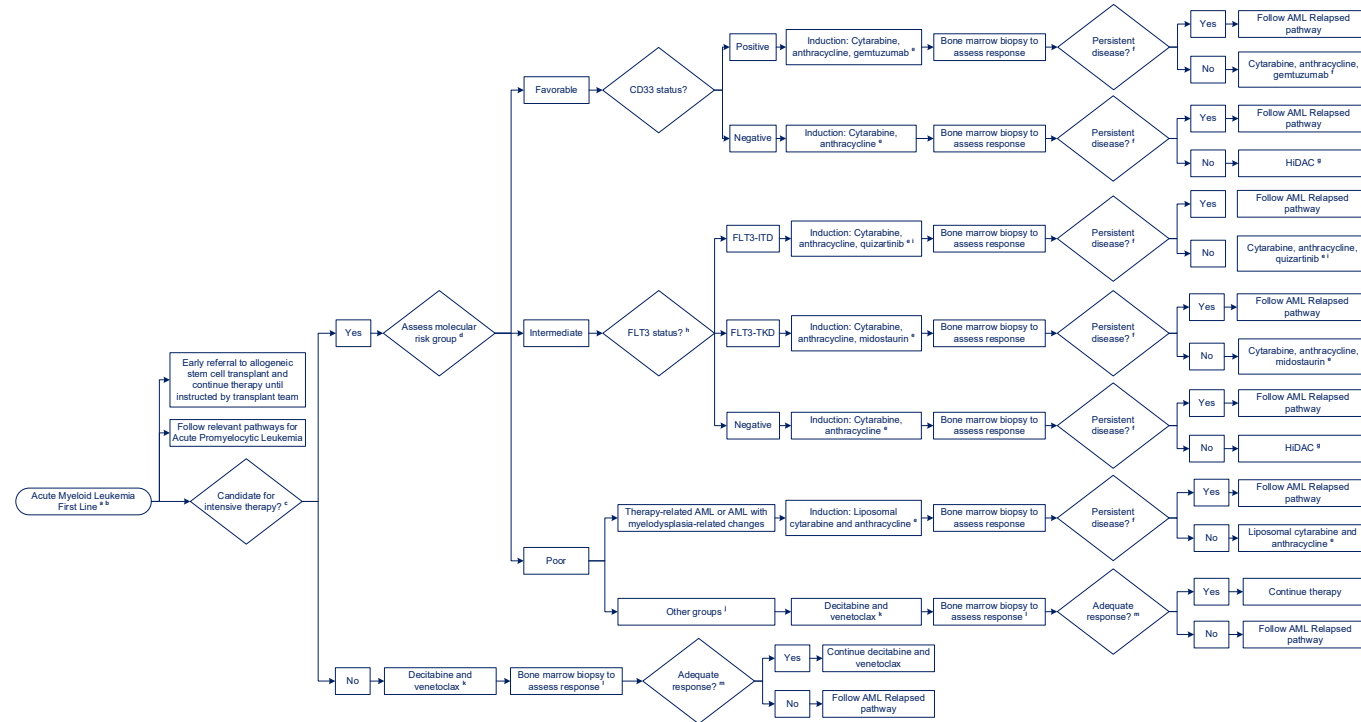 Acute Myeloid Leukemia
First Line ᵃ ᵇ
Early referral to allogeneic
stem cell transplant and
continue therapy until
instructed by transplant team
Follow relevant pathways for
Acute Promyelocytic Leukemia
Candidate for
intensive therapy? ᶜ
Yes
Assess molecular
risk group ᵈ
Favorable
CD33 status?
Positive
Induction: Cytarabine,
anthracycline, gemtuzumab ᵉ
Bone marrow biopsy to
assess response
Persistent
disease? ᶠ
Yes
Follow AML Relapsed
pathway
No
Cytarabine, anthracycline,
gemtuzumab ᶠ
Negative
Induction: Cytarabine,
anthracycline ᵉ
Bone marrow biopsy to
assess response
Persistent
disease? ᶠ
Yes
Follow AML Relapsed
pathway
No
HiDAC ᵍ
Intermediate
FLT3 status? ʰ
FLT3-ITD
Induction: Cytarabine,
anthracycline, quizartinib ᵉ ⁱ
Bone marrow biopsy to
assess response
Persistent
disease? ᶠ
Yes
Follow AML Relapsed
pathway
No
Cytarabine, anthracycline,
quizartinib ᵉ ⁱ
FLT3-TKD
Induction: Cytarabine,
anthracycline, midostaurin ᵉ
Bone marrow biopsy to
assess response
Persistent
disease? ᶠ
Yes
Follow AML Relapsed
pathway
No
Cytarabine, anthracycline,
midostaurin ᵉ
Negative
Induction: Cytarabine,
anthracycline ᵉ
Bone marrow biopsy to
assess response
Persistent
disease? ᶠ
Yes
Follow AML Relapsed
pathway
No
HiDAC ᵍ
Poor
Therapy-related AML or AML with
myelodysplasia-related changes
Induction: Liposomal
cytarabine and anthracycline ᵉ
Bone marrow biopsy to
assess response
Persistent
disease? ᶠ
Yes
Follow AML Relapsed
pathway
No
Liposomal cytarabine and
anthracycline ᵉ
Other groups ʲ
Decitabine and
venetoclax ᵏ
Bone marrow biopsy to
assess response ˡ
Adequate
response? ᵐ
Yes
Continue therapy
No
Follow AML Relapsed
pathway
No
Decitabine and
venetoclax ᵏ
Bone marrow biopsy to
assess response ˡ
Adequate
response? ᵐ
Yes
Continue decitabine and
venetoclax
No
Follow AML Relapsed
pathway